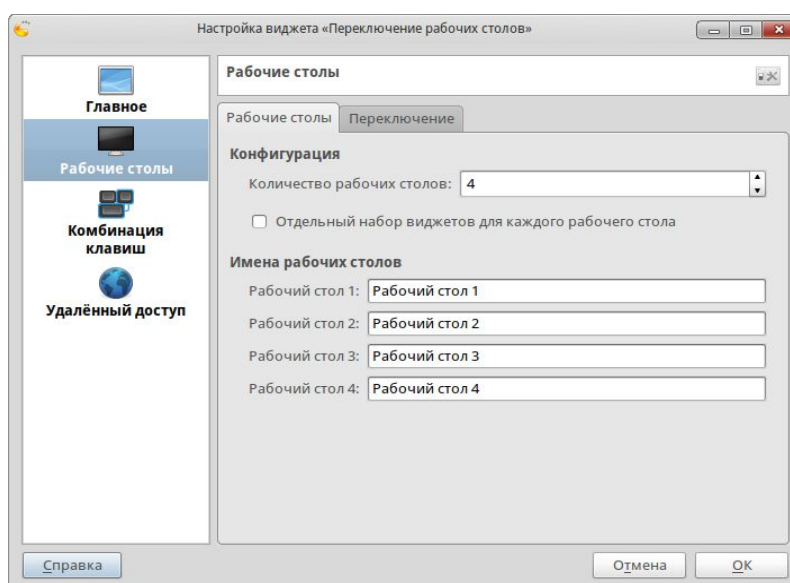 Настройка виджета «Переключение рабочих столов»
Главное
Рабочие столы
Комбинация
клавиш
Удалённый доступ
Рабочие столы
Рабочие столы
Переключение
Конфигурация
Количество рабочих столов: 4
Отдельный набор виджетов для каждого рабочего стола
Имена рабочих столов
Рабочий стол 1: Рабочий стол 1
Рабочий стол 2: Рабочий стол 2
Рабочий стол 3: Рабочий стол 3
Рабочий стол 4: Рабочий стол 4
Справка
Отмена
OK